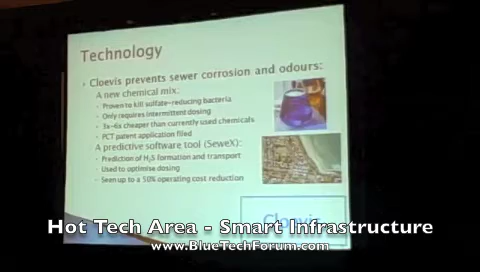 Technology
Cloevis prevents sewer corrosion and odours:
A new chemical mix:
Proven to kill sulfate-reducing bacteria
Only requires intermittent dosing
3x-6x cheaper than currently used chemicals
PCT patent application filed
A predictive software tool (SeweX):
Prediction of H₂S formation and transport
Used to optimise dosing
Seen up to a 50% operating cost reduction
Cloevis
Hot Tech Area - Smart Infrastructure
www.BlueTechForum.com